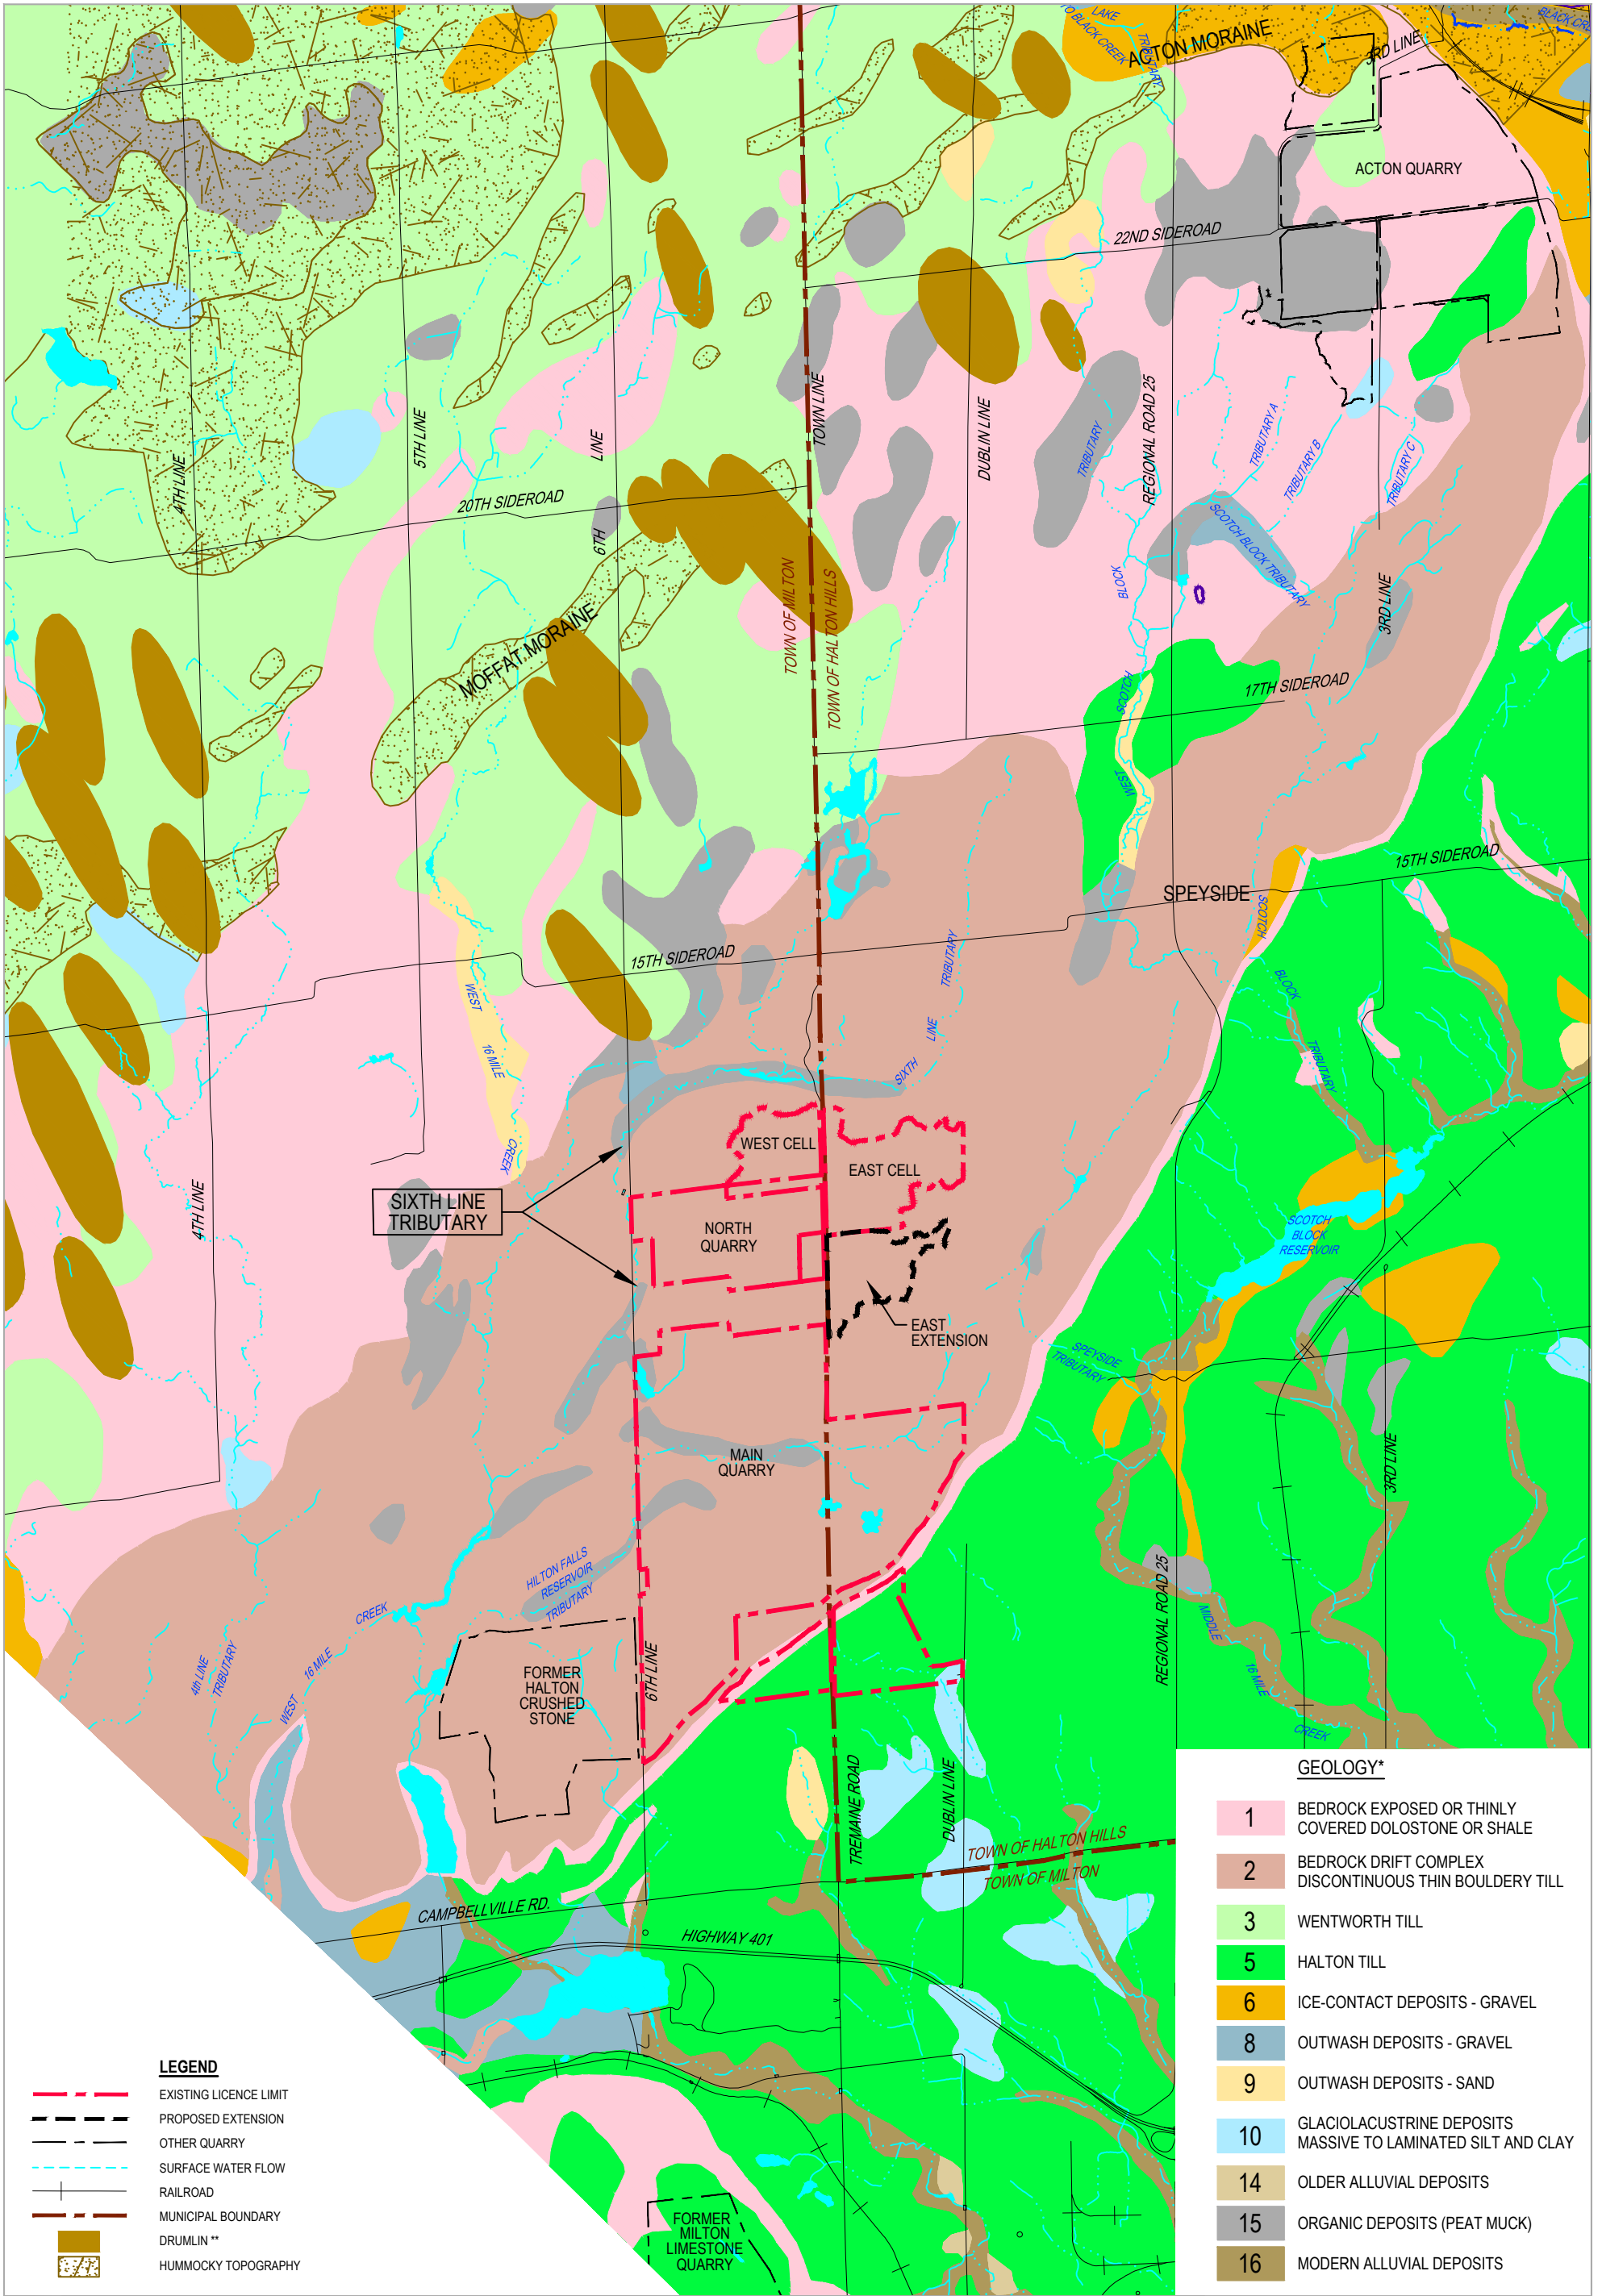 LAKE
TO BLACK CREEK
TRIBUTARY
ACTON MORAINE
3RD LINE
ACTON QUARRY
22ND SIDEROAD
TOWN LINE
DUBLIN LINE
REGIONAL ROAD 25
TRIBUTARY
TRIBUTARY A
TRIBUTARY B
TRIBUTARY C
SCOTCH BLOCK TRIBUTARY
4TH LINE
5TH LINE
6TH
LINE
20TH SIDEROAD
MOFFAT MORAINE
TOWN OF MILTON
TOWN OF HALTON HILLS
BLOCK
SCOTCH
WEST
3RD LINE
17TH SIDEROAD
15TH SIDEROAD
SPEYSIDE
SCOTCH
BLOCK
TRIBUTARY
15TH SIDEROAD
WEST
16 MILE
CREEK
TRIBUTARY
LINE
SIXTH
WEST CELL
EAST CELL
SIXTH LINE
TRIBUTARY
4TH LINE
NORTH
QUARRY
EAST
EXTENSION
SCOTCH
BLOCK
RESERVOIR
SPEYSIDE
TRIBUTARY
MAIN
QUARRY
3RD LINE
HILTON FALLS
RESERVOIR
TRIBUTARY
CREEK
16 MILE
WEST
4th LINE
TRIBUTARY
FORMER
HALTON
CRUSHED
STONE
6TH LINE
REGIONAL ROAD 25
MIDDLE
16 MILE
CREEK
TREMAINE ROAD
DUBLIN LINE
TOWN OF HALTON HILLS
TOWN OF MILTON
CAMPBELLVILLE RD.
HIGHWAY 401
FORMER
MILTON
LIMESTONE
QUARRY
LEGEND
EXISTING LICENCE LIMIT
PROPOSED EXTENSION
OTHER QUARRY
SURFACE WATER FLOW
RAILROAD
MUNICIPAL BOUNDARY
DRUMLIN **
HUMMOCKY TOPOGRAPHY
GEOLOGY*
1 BEDROCK EXPOSED OR THINLY
COVERED DOLOSTONE OR SHALE
2 BEDROCK DRIFT COMPLEX
DISCONTINUOUS THIN BOULDERY TILL
3 WENTWORTH TILL
5 HALTON TILL
6 ICE-CONTACT DEPOSITS - GRAVEL
8 OUTWASH DEPOSITS - GRAVEL
9 OUTWASH DEPOSITS - SAND
10 GLACIOLACUSTRINE DEPOSITS
MASSIVE TO LAMINATED SILT AND CLAY
14 OLDER ALLUVIAL DEPOSITS
15 ORGANIC DEPOSITS (PEAT MUCK)
16 MODERN ALLUVIAL DEPOSITS